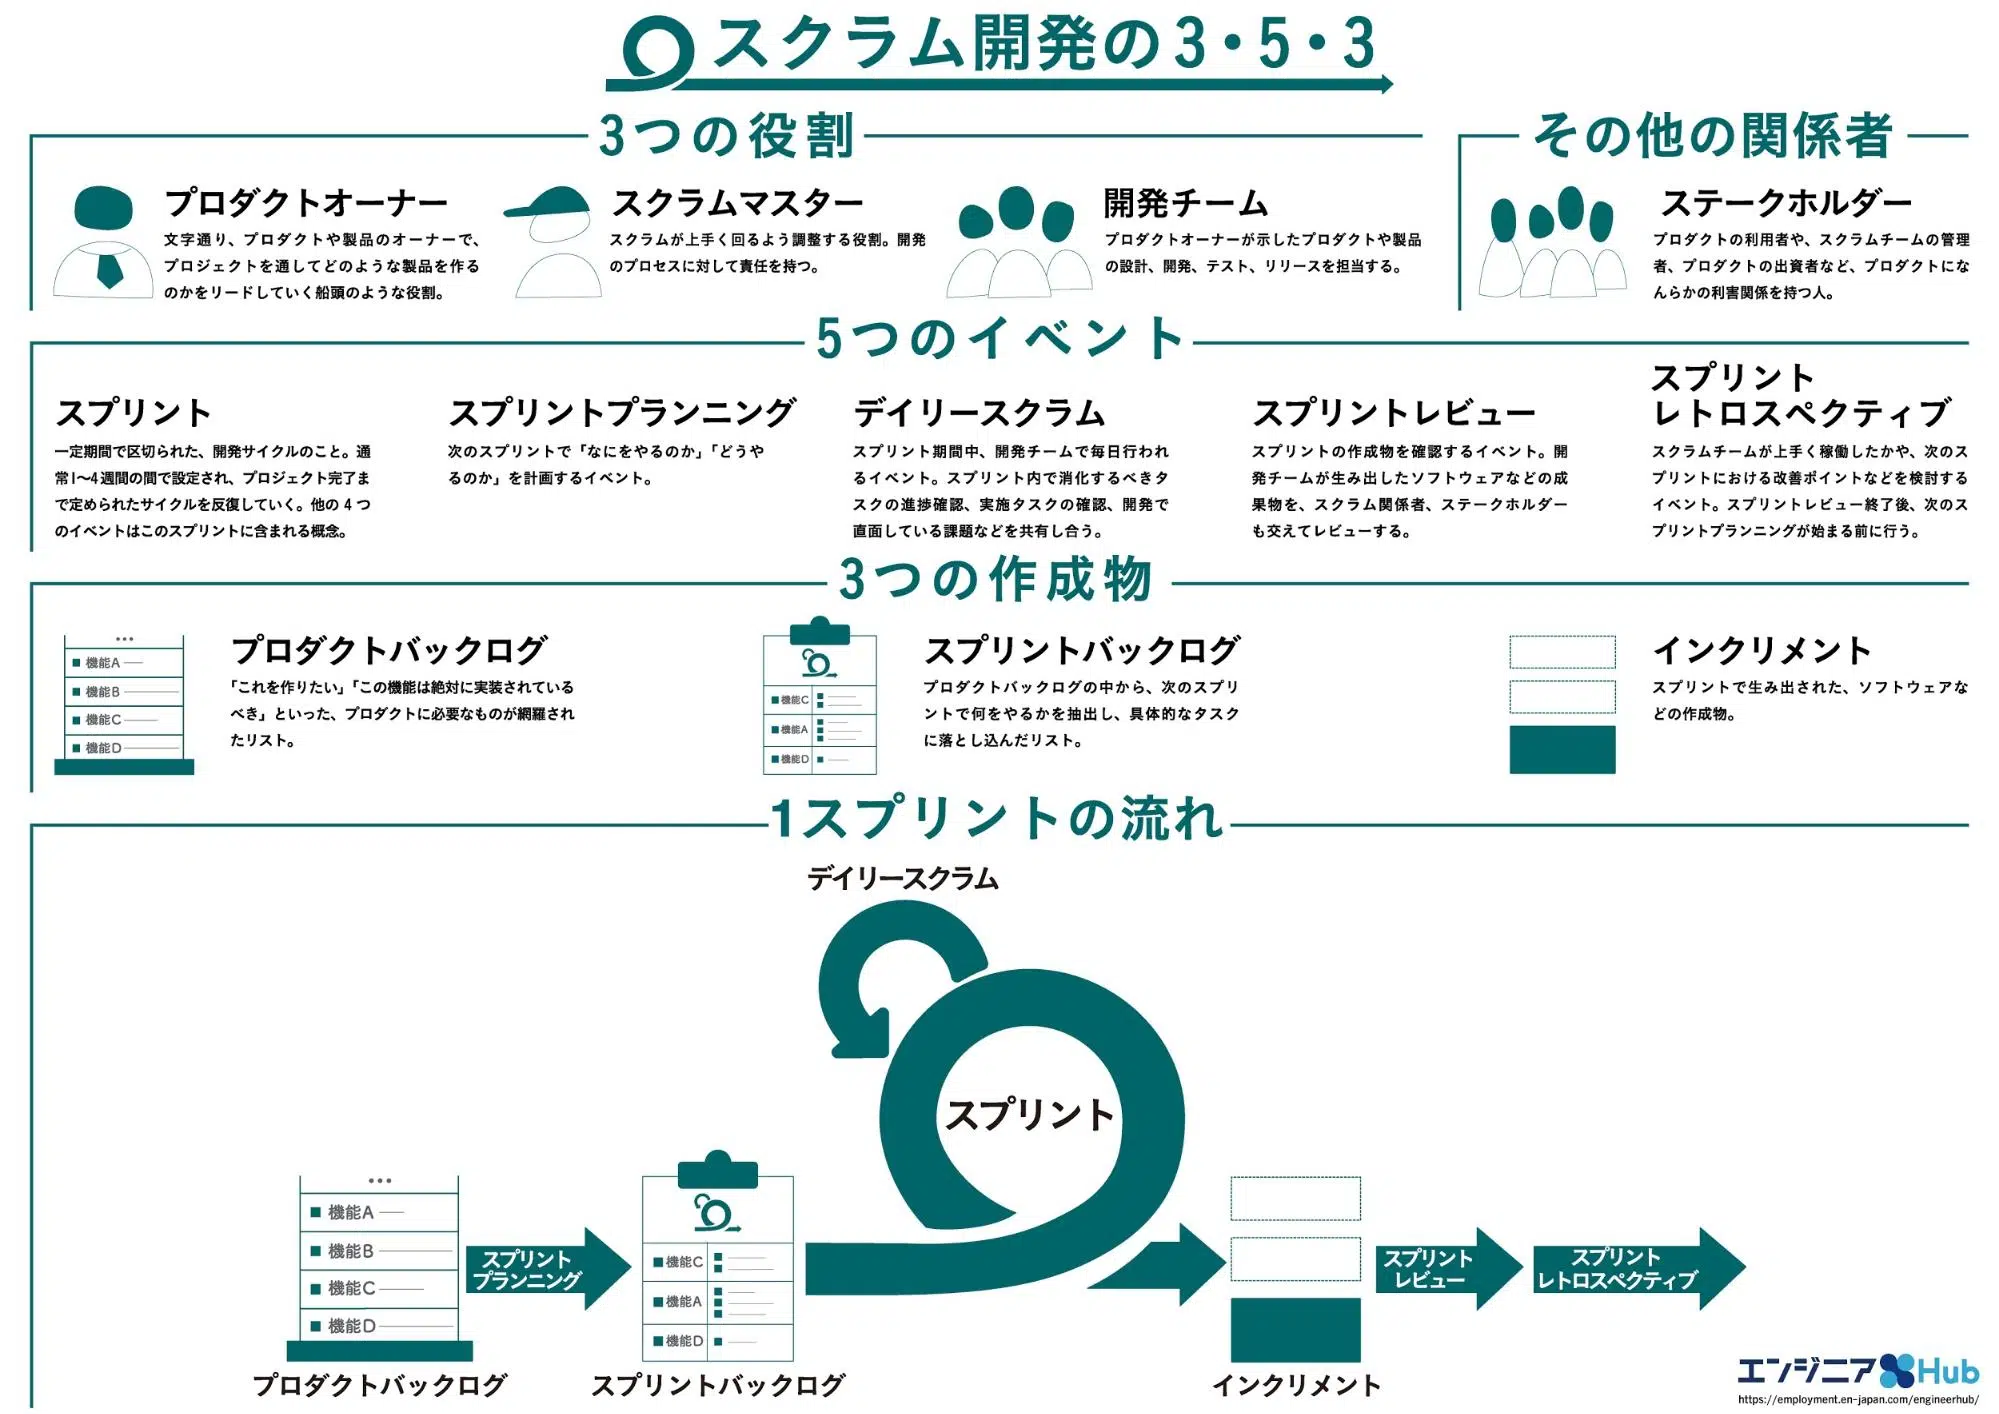 スクラム開発の3・5・3
3つの役割
プロダクトオーナー
文字通り、プロダクトや製品のオーナーで、
プロジェクトを通してどのような製品を作る
のかをリードしていく船頭のような役割。
スクラムマスター
スクラムが上手く回るよう調整する役割。開発
のプロセスに対して責任を持つ。
開発チーム
プロダクトオーナーが示したプロダクトや製品
の設計、開発、テスト、リリースを担当する。
その他の関係者
ステークホルダー
プロダクトの利用者や、スクラムチームの管理
者、プロダクトの出資者など、プロダクトにな
んらかの利害関係を持つ人。
5つのイベント
スプリント
一定期間で区切られた、開発サイクルのこと。通
常1〜4週間の間で設定され、プロジェクト完了ま
で定められたサイクルを反復していく。他の4つ
のイベントはこのスプリントに含まれる概念。
スプリントプランニング
次のスプリントで「なにをやるのか」「どうや
るのか」を計画するイベント。
デイリースクラム
スプリント期間中、開発チームで毎日行われ
るイベント。スプリント内で消化するべきタ
スクの進捗確認、実施タスクの確認、開発で
直面している課題などを共有し合う。
スプリントレビュー
スプリントの作成物を確認するイベント。開
発チームが生み出したソフトウェアなどの成
果物を、スクラム関係者、ステークホルダー
も交えてレビューする。
スプリント
レトロスペクティブ
スクラムチームが上手く稼働したかや、次のス
プリントにおける改善ポイントなどを検討する
イベント。スプリントレビュー終了後、次のス
プリントプランニングが始まる前に行う。
3つの作成物
機能A
機能B
機能C
機能D
プロダクトバックログ
「これを作りたい」「この機能は絶対に実装されている
べき」といった、プロダクトに必要なものが網羅され
たリスト。
機能C
機能A
機能D
スプリントバックログ
プロダクトバックログの中から、次のスプリ
ントで何をやるかを抽出し、具体的なタスク
に落とし込んだリスト。
インクリメント
スプリントで生み出された、ソフトウェアな
どの作成物。
1スプリントの流れ
デイリースクラム
スプリント
機能A
機能B
機能C
機能D
プロダクトバックログ
スプリント
プランニング
機能C
機能A
機能D
スプリントバックログ
インクリメント
スプリント
レビュー
スプリント
レトロスペクティブ
エンジニアHub
https://employment.en-japan.com/engineerhub/